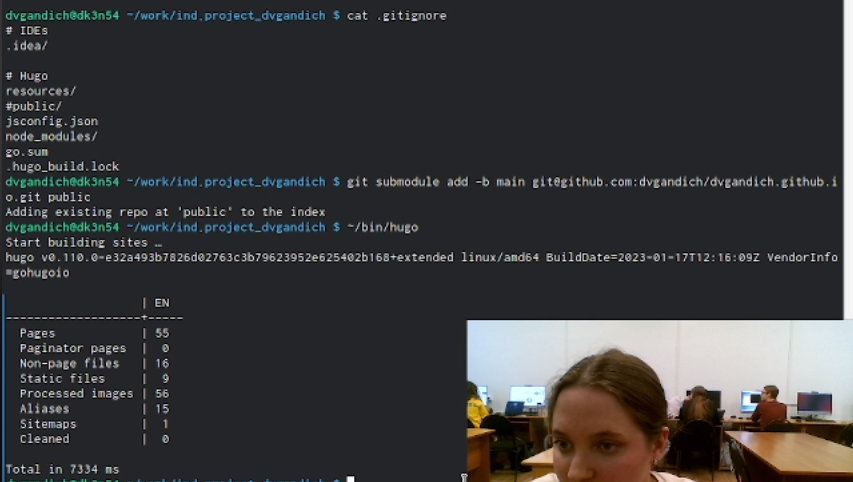 dvgandich@dk3n54 ~/work/ind.project_dvgandich $ cat .gitignore
# IDEs
.idea/
# Hugo
resources/
#public/
jsconfig.json
node_modules/
go.sum
.hugo_build.lock
dvgandich@dk3n54 ~/work/ind.project_dvgandich $ git submodule add -b main git@github.com:dvgandich/dvgandich.github.i
o.git public
Adding existing repo at 'public' to the index
dvgandich@dk3n54 ~/work/ind.project_dvgandich $ ~/bin/hugo
Start building sites …
hugo v0.110.0-e32a493b7826d02763c3b79623952e625402b168+extended linux/amd64 BuildDate=2023-01-17T12:16:09Z VendorInfo
=gohugoio
| EN
-------------------+-----
Pages | 55
Paginator pages | 0
Non-page files | 16
Static files | 9
Processed images | 56
Aliases | 15
Sitemaps | 1
Cleaned | 0
Total in 7334 ms
dvgandich@dk3n54 ~/work/ind.project_dvgandich $